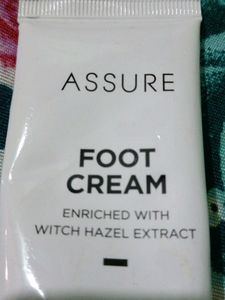 ASSURE
FOOT
CREAM
ENRICHED WITH
WITCH HAZEL EXTRACT